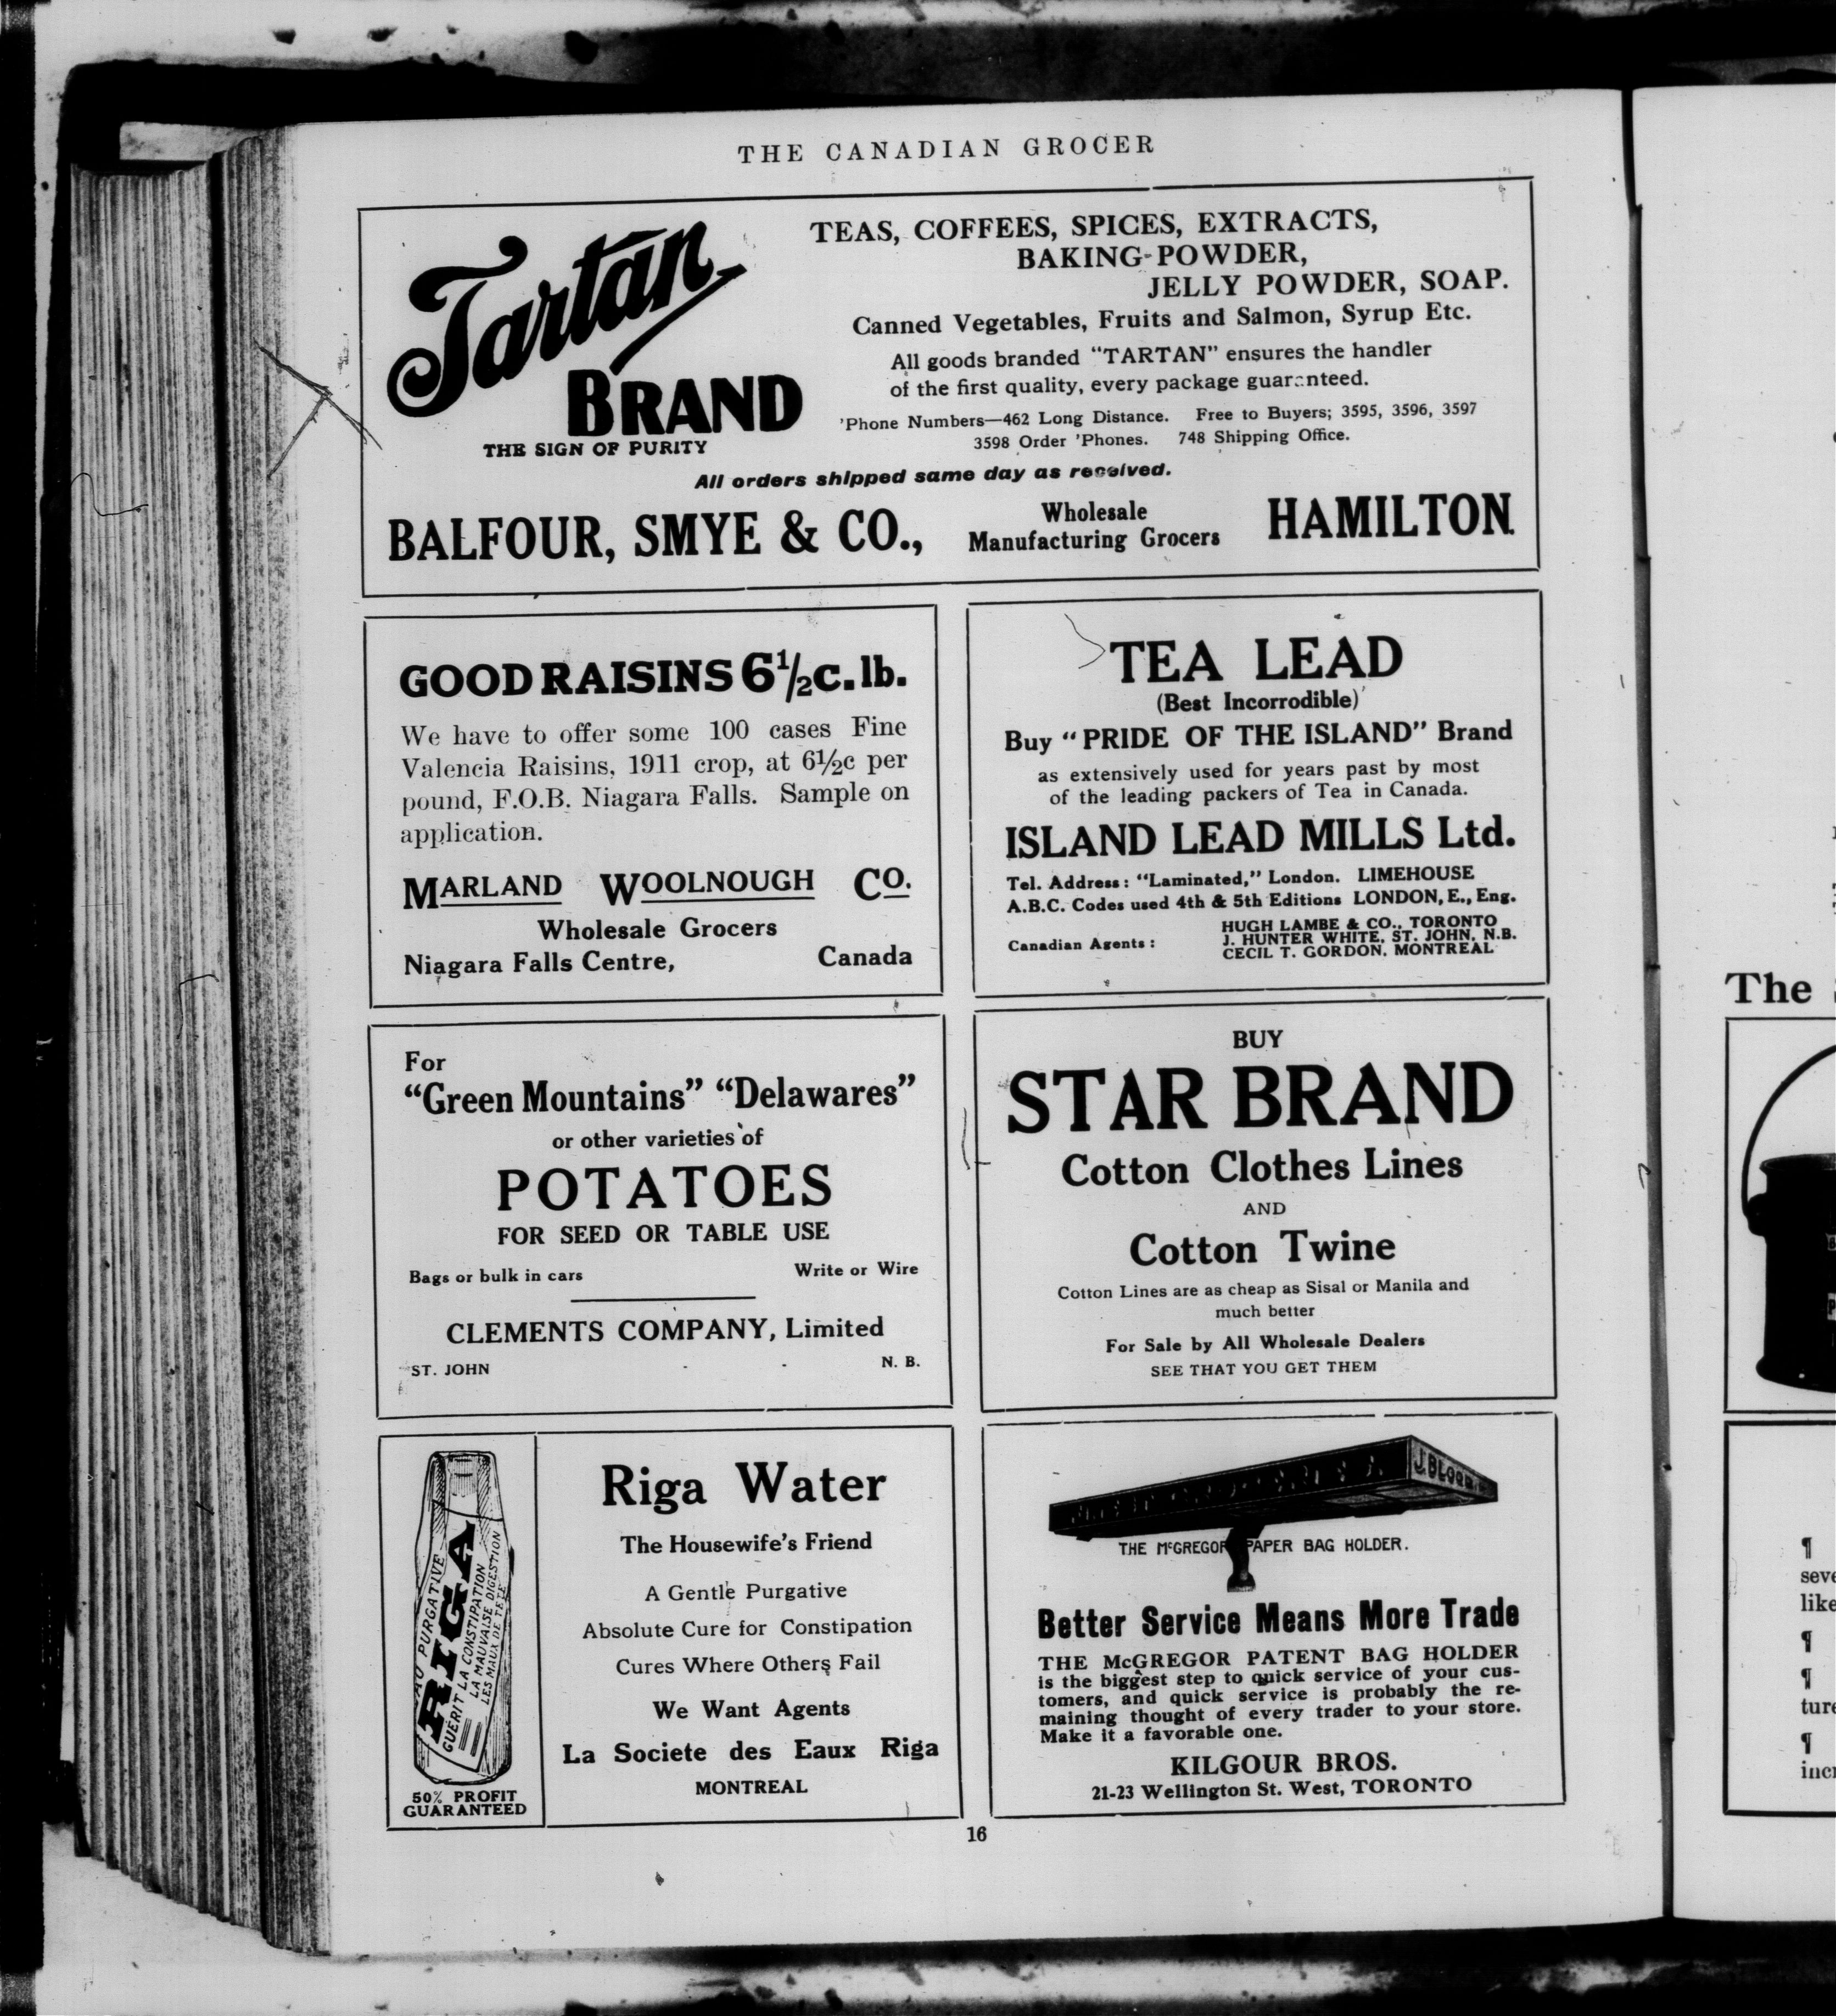 THE CANADIAN GROCER
Tartan
BRAND
THE SIGN OF PURITY
TEAS, COFFEES, SPICES, EXTRACTS,
BAKING-POWDER,
JELLY POWDER, SOAP.
Canned Vegetables, Fruits and Salmon, Syrup Etc.
All goods branded "TARTAN" ensures the handler
of the first quality, every package guaranteed.
'Phone Numbers—462 Long Distance. Free to Buyers; 3595, 3596, 3597
3598 Order 'Phones. 748 Shipping Office.
All orders shipped same day as received.
BALFOUR, SMYE & CO.,
Wholesale
Manufacturing Grocers
HAMILTON.
GOOD RAISINS 6½c. lb.
We have to offer some 100 cases Fine
Valencia Raisins, 1911 crop, at 6½c per
pound, F.O.B. Niagara Falls. Sample on
application.
MARLAND WOOLNOUGH CO.
Wholesale Grocers
Niagara Falls Centre, Canada
TEA LEAD
(Best Incorrodible)
Buy "PRIDE OF THE ISLAND" Brand
as extensively used for years past by most
of the leading packers of Tea in Canada.
ISLAND LEAD MILLS Ltd.
Tel. Address: "Laminated," London. LIMEHOUSE
A.B.C. Codes used 4th & 5th Editions LONDON, E., Eng.
Canadian Agents:
HUGH LAMBE & CO., TORONTO
J. HUNTER WHITE, ST. JOHN, N.B.
CECIL T. GORDON, MONTREAL
For
"Green Mountains" "Delawares"
or other varieties of
POTATOES
FOR SEED OR TABLE USE
Bags or bulk in cars Write or Wire
CLEMENTS COMPANY, Limited
ST. JOHN - - N. B.
BUY
STAR BRAND
Cotton Clothes Lines
AND
Cotton Twine
Cotton Lines are as cheap as Sisal or Manila and
much better
For Sale by All Wholesale Dealers
SEE THAT YOU GET THEM
EAU PURGATIVE
RIGA
GUÉRIT LA CONSTIPATION
LA MAUVAISE DIGESTION
LES MAUX DE TETE
50% PROFIT
GUARANTEED
Riga Water
The Housewife's Friend
A Gentle Purgative
Absolute Cure for Constipation
Cures Where Others Fail
We Want Agents
La Societe des Eaux Riga
MONTREAL
J. BLOOM
THE McGREGOR PAPER BAG HOLDER.
Better Service Means More Trade
THE McGREGOR PATENT BAG HOLDER
is the biggest step to quick service of your cus-
tomers, and quick service is probably the re-
maining thought of every trader to your store.
Make it a favorable one.
KILGOUR BROS.
21-23 Wellington St. West, TORONTO
16
The
¶
seve
like
¶
¶
ture
¶
incr